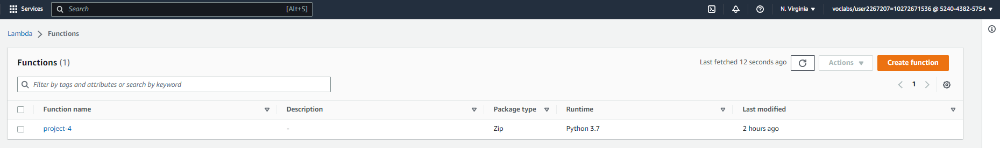 Services Search [Alt+S] N. Virginia voclabs/user2267207=10272671536 @ 5240-4382-5754
Lambda Functions
Functions (1) Last fetched 12 seconds ago Actions Create function
Filter by tags and attributes or search by keyword 1
Function name Description Package type Runtime Last modified
project-4 - Zip Python 3.7 2 hours ago